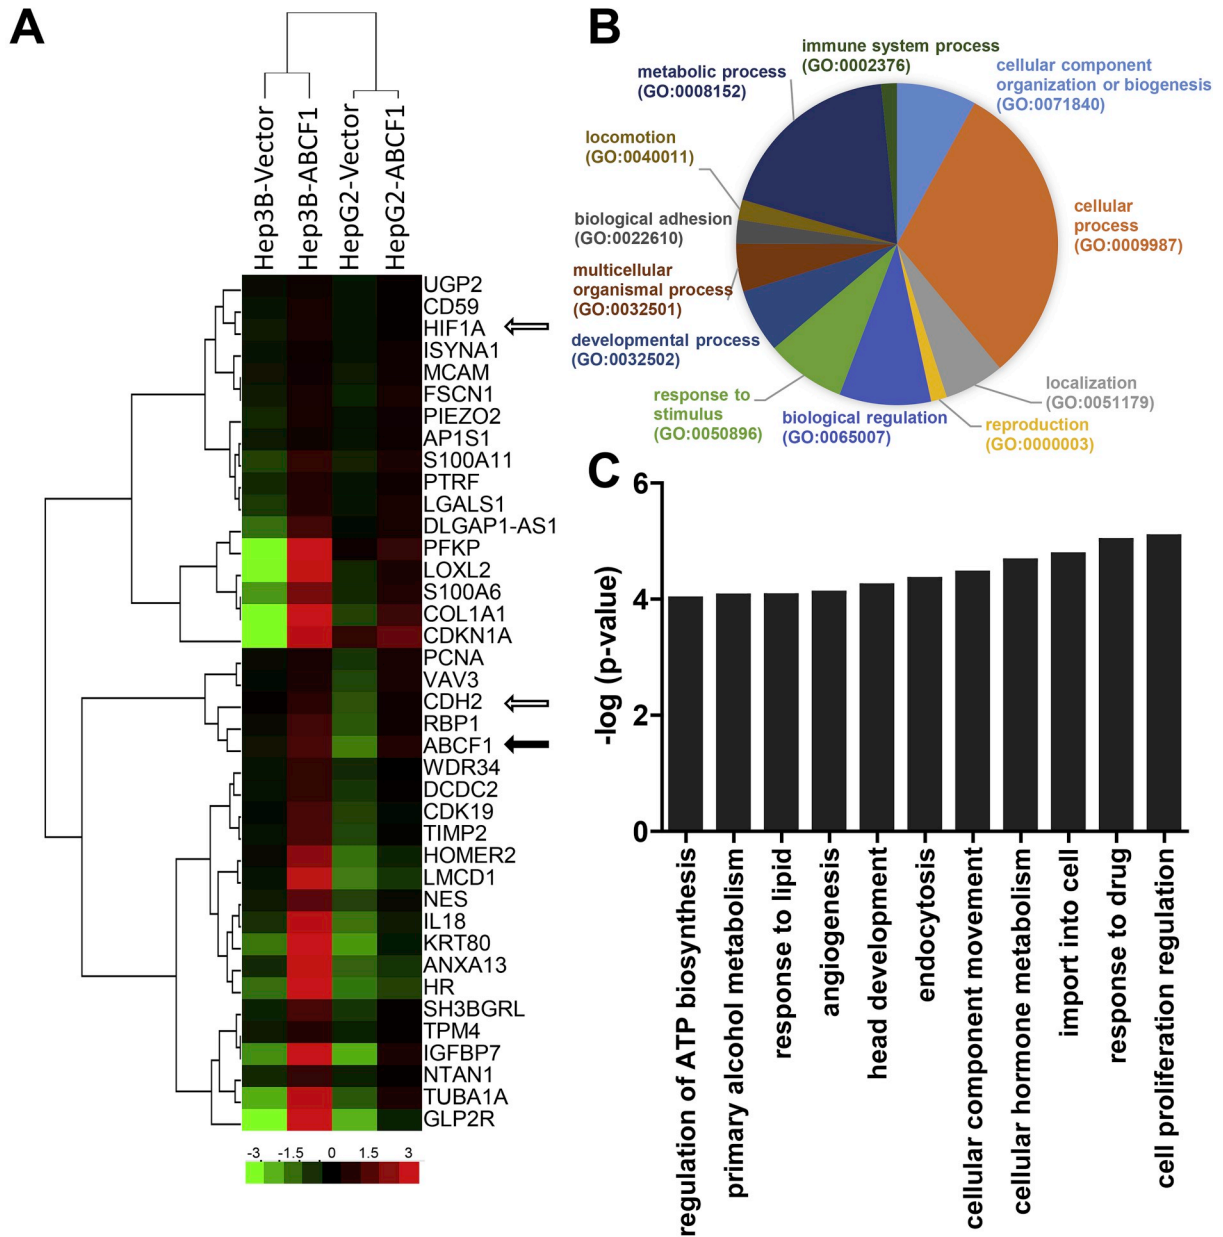 A
Hep3B-Vector
Hep3B-ABCF1
HepG2-Vector
HepG2-ABCF1
UGP2
CD59
HIF1A
ISYNA1
MCAM
FSCN1
PIEZO2
AP1S1
S100A11
PTRF
LGALS1
DLGAP1-AS1
PFKP
LOXL2
S100A6
COL1A1
CDKN1A
PCNA
VAV3
CDH2
RBP1
ABCF1
WDR34
DCDC2
CDK19
TIMP2
HOMER2
LMCD1
NES
IL18
KRT80
ANXA13
HR
SH3BGRL
TPM4
IGFBP7
NTAN1
TUBA1A
GLP2R
-3 -1.5 0 1.5 3
B
immune system process
(GO:0002376)
cellular component
organization or biogenesis
(GO:0071840)
metabolic process
(GO:0008152)
locomotion
(GO:0040011)
cellular
process
(GO:0009987)
biological adhesion
(GO:0022610)
multicellular
organismal process
(GO:0032501)
developmental process
(GO:0032502)
localization
(GO:0051179)
response to
stimulus
(GO:0050896)
biological regulation
(GO:0065007)
reproduction
(GO:0000003)
C
-log (p-value)
6
4
2
0
regulation of ATP biosynthesis
primary alcohol metabolism
response to lipid
angiogenesis
head development
endocytosis
cellular component movement
cellular hormone metabolism
import into cell
response to drug
cell proliferation regulation